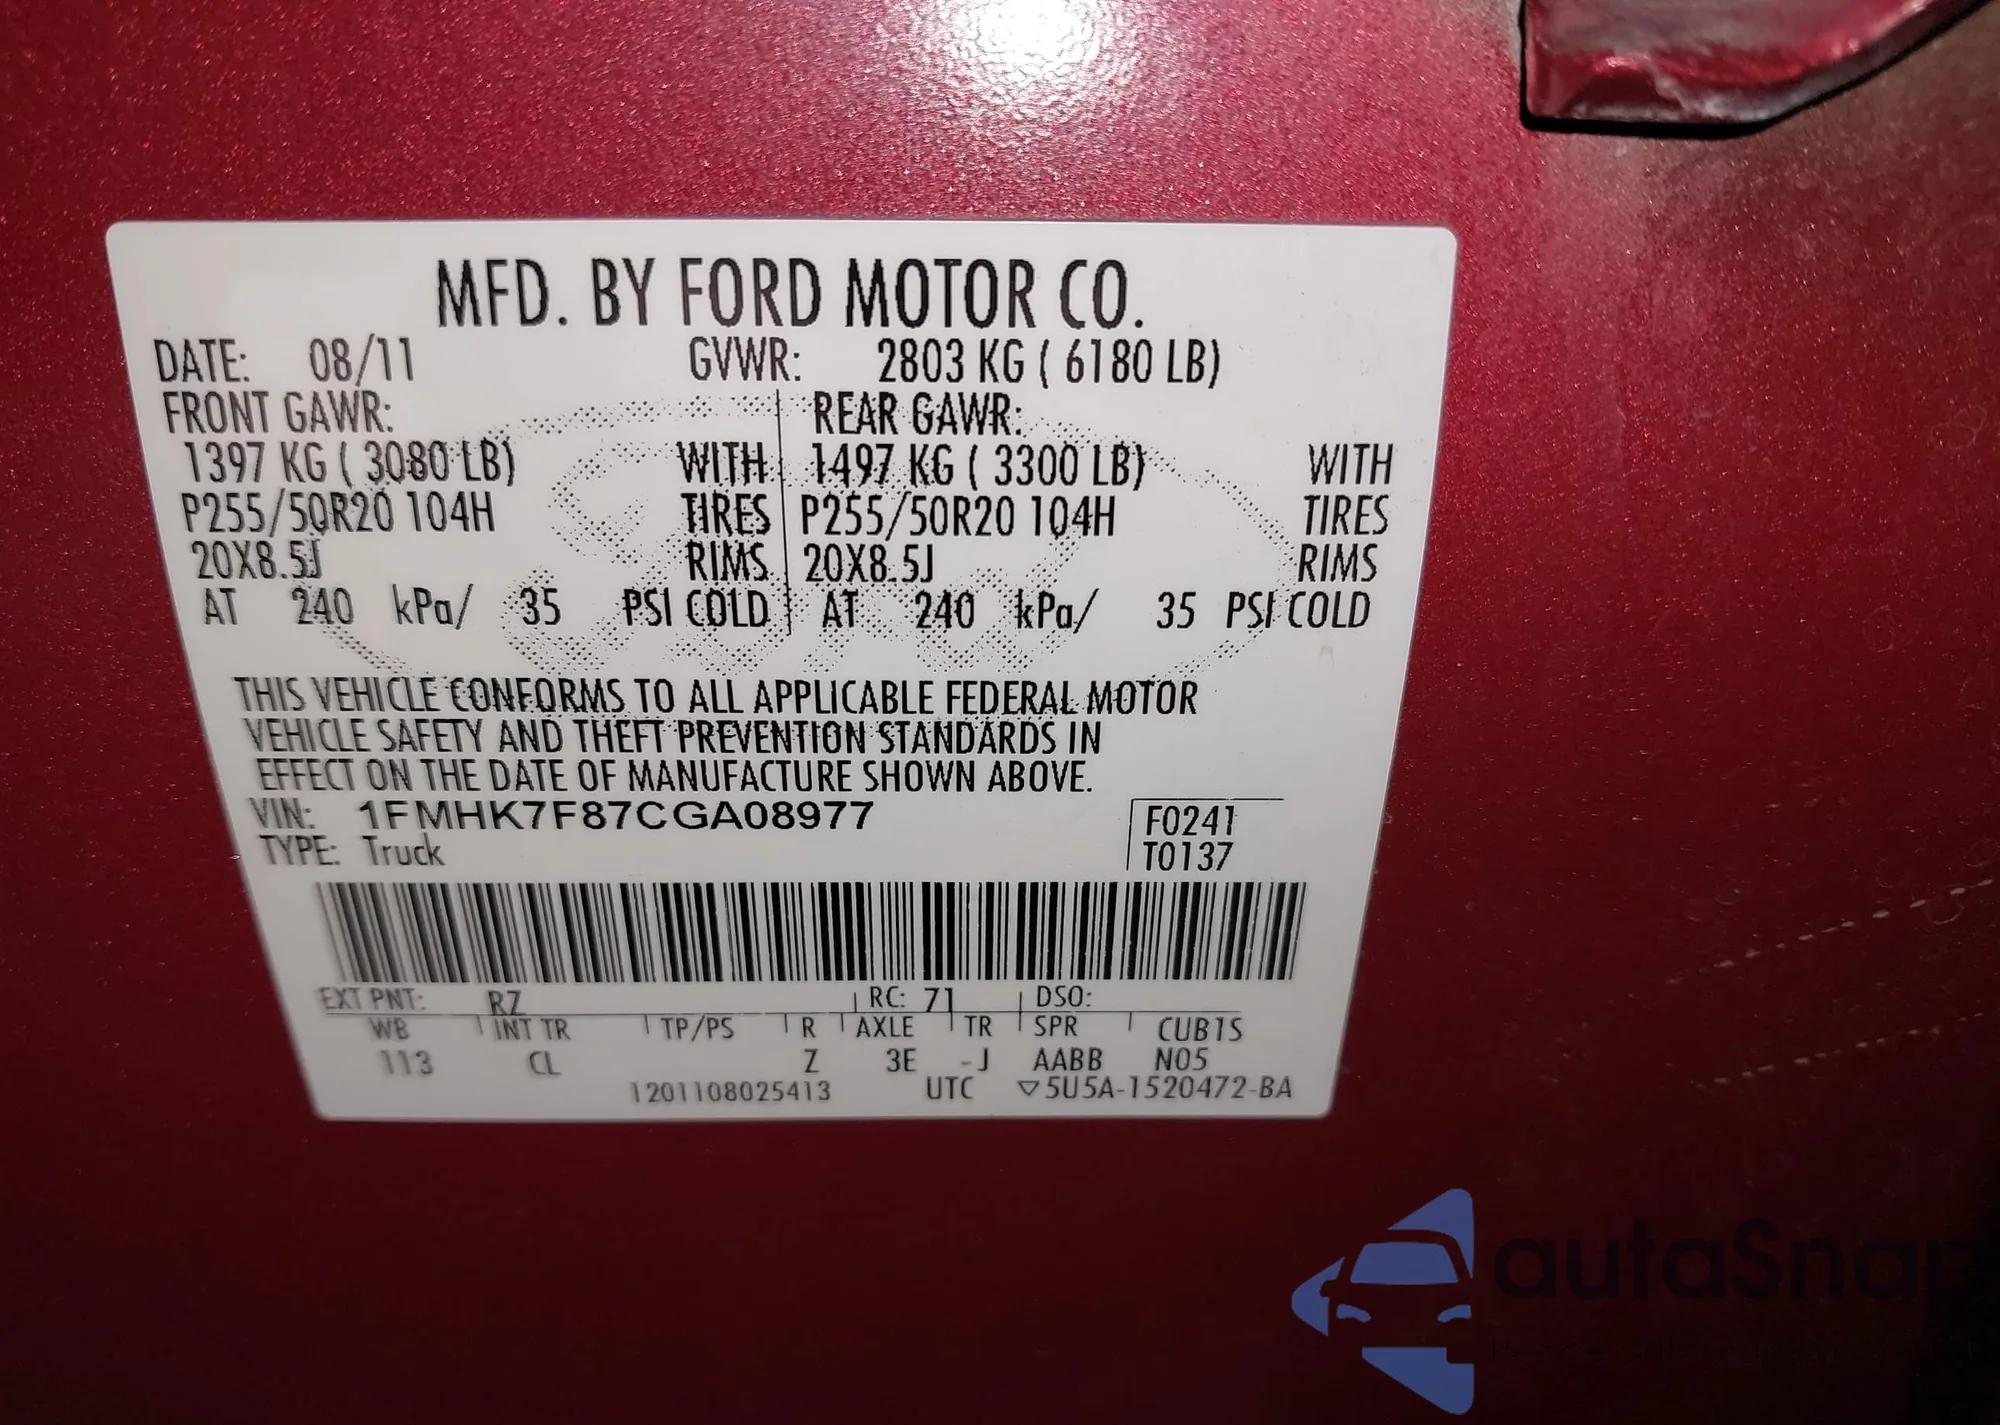 MFD. BY FORD MOTOR CO.
DATE: 08/11 GVWR: 2803 KG ( 6180 LB)
FRONT GAWR: REAR GAWR:
1397 KG ( 3080 LB) WITH 1497 KG ( 3300 LB) WITH
P255/50R20 104H TIRES P255/50R20 104H TIRES
20X8.5J RIMS 20X8.5J RIMS
AT 240 kPa/ 35 PSI COLD AT 240 kPa/ 35 PSI COLD
THIS VEHICLE CONFORMS TO ALL APPLICABLE FEDERAL MOTOR
VEHICLE SAFETY AND THEFT PREVENTION STANDARDS IN
EFFECT ON THE DATE OF MANUFACTURE SHOWN ABOVE.
VIN: 1FMHK7F87CGA08977 F0241
TYPE: Truck T0137
EXT PNT: RZ RC: 71 DSO:
WB INT TR TP/PS R AXLE TR SPR CUB1S
113 CL Z 3E -J AABB N05
1201108025413 UTC ▽5U5A-1520472-BA
autaSnap